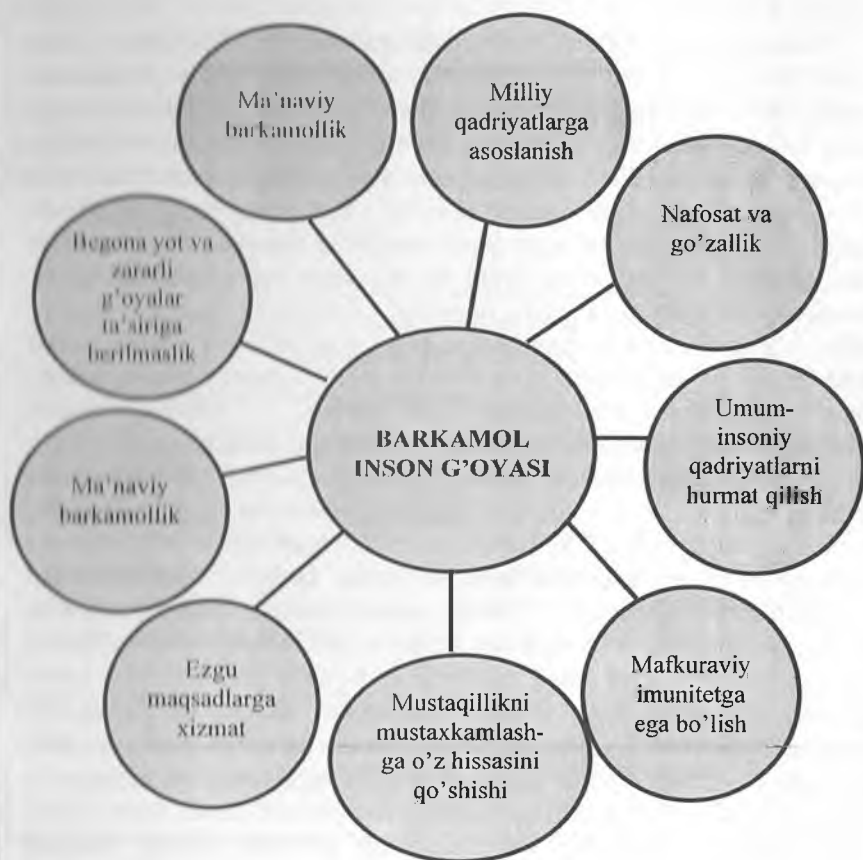 Ma'naviy
barkamollik
Milliy
qadriyatlarga
asoslanish
Nafosat va
go’zallik
Umum-
insoniy
qadriyatlarni
hurmat qilish
Mafkuraviy
imunitetga
ega bo’lish
Mustaqillikni
mustaxkamlash-
ga o’z hissasini
qo’shishi
Ezgu
maqsadlarga
xizmat
Ma’naviy
barkamollik
Begona yot va
zararli
g’oyalar
ta’siriga
berilmaslik
BARKAMOL
INSON G’OYASI